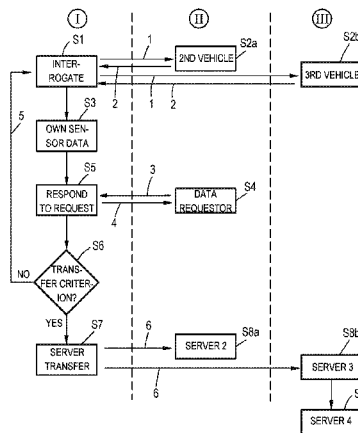 I II III
S1 S2a S2b
INTER-
ROGATE
1
2
2ND VEHICLE
1
2
3RD VEHICLE
5
S3
OWN SEN-
SOR DATA
S5
RESPOND
TO REQUEST
3
4
S4
DATA
REQUESTOR
S6
TRANS-
FER CRITER-
ION?
NO
YES
S7
SERVER
TRANSFER
6
SERVER 2
S8a
6
S8b
SERVER 3
SERVER 4